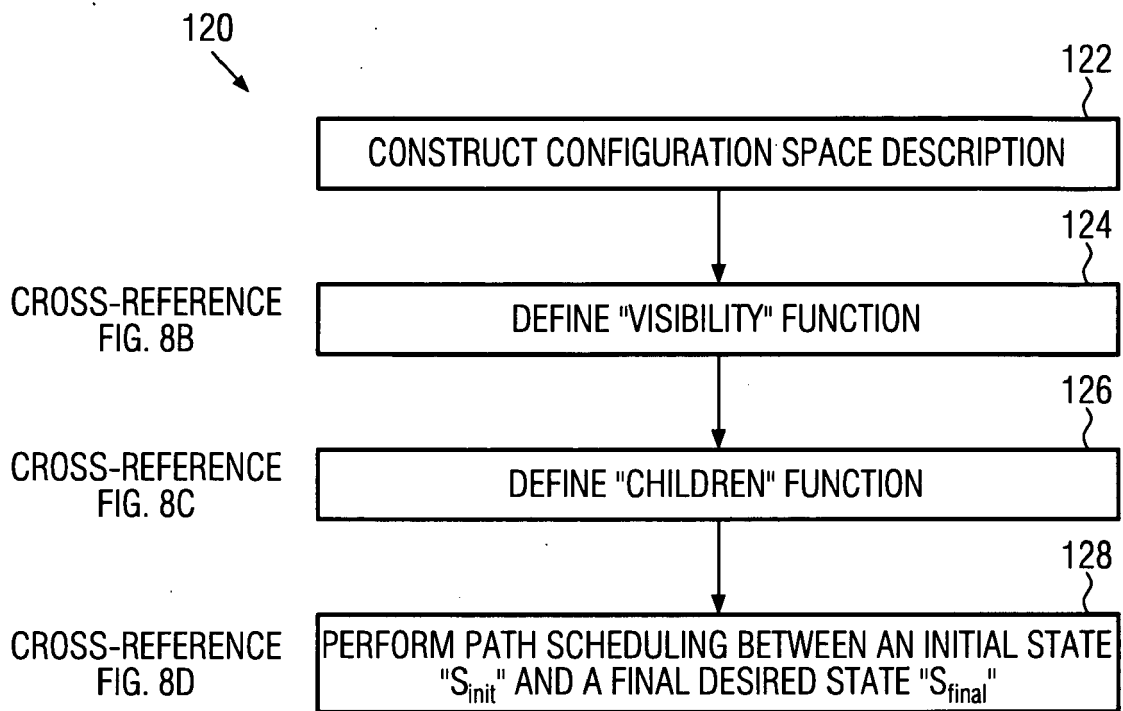 120
122
CONSTRUCT CONFIGURATION SPACE DESCRIPTION
124
CROSS-REFERENCE
FIG. 8B
DEFINE "VISIBILITY" FUNCTION
126
CROSS-REFERENCE
FIG. 8C
DEFINE "CHILDREN" FUNCTION
128
CROSS-REFERENCE
FIG. 8D
PERFORM PATH SCHEDULING BETWEEN AN INITIAL STATE
"Sinit" AND A FINAL DESIRED STATE "Sfinal"